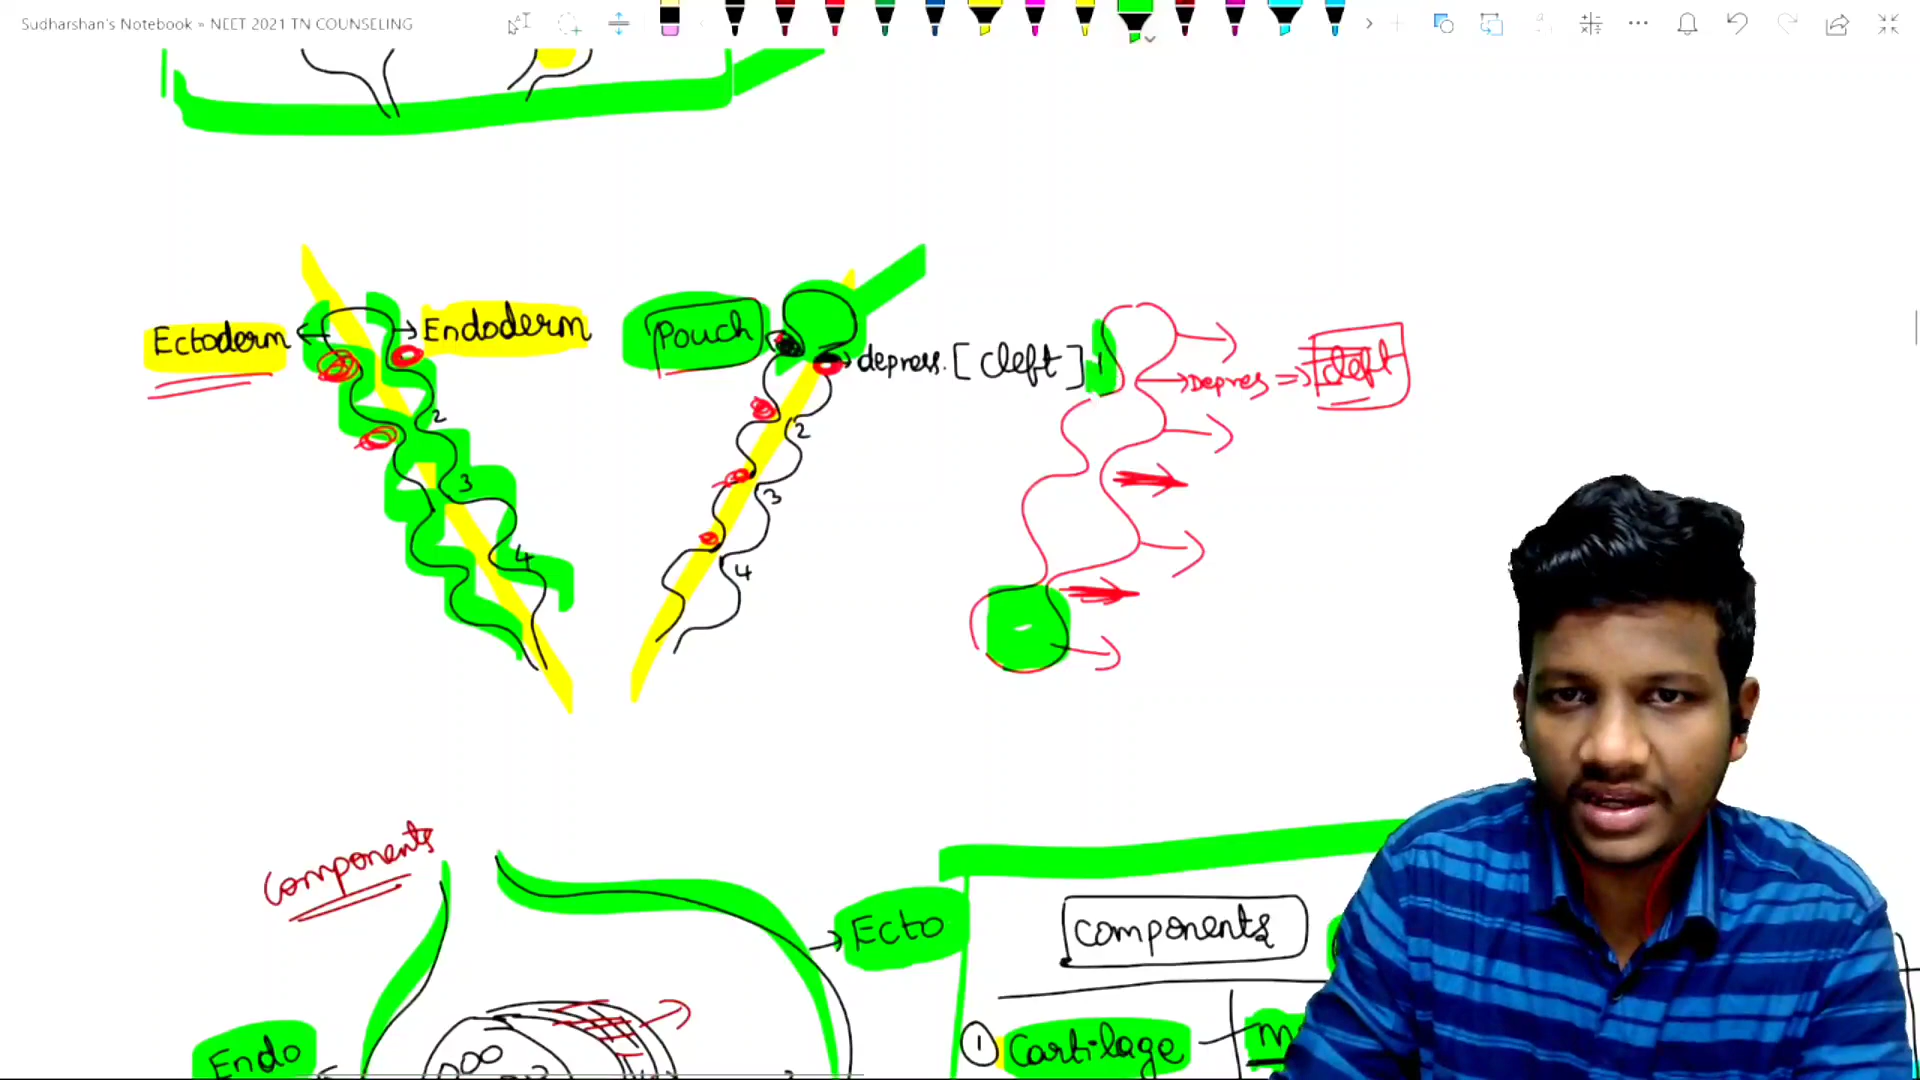 Sudharshan's Notebook » NEET 2021 TN COUNSELING
Ectoderm
Endoderm
Pouch
depress. [cleft]
1
Depres => cleft
2
2
3
3
4
4
components
Ecto
components
Endo
① Cartilage